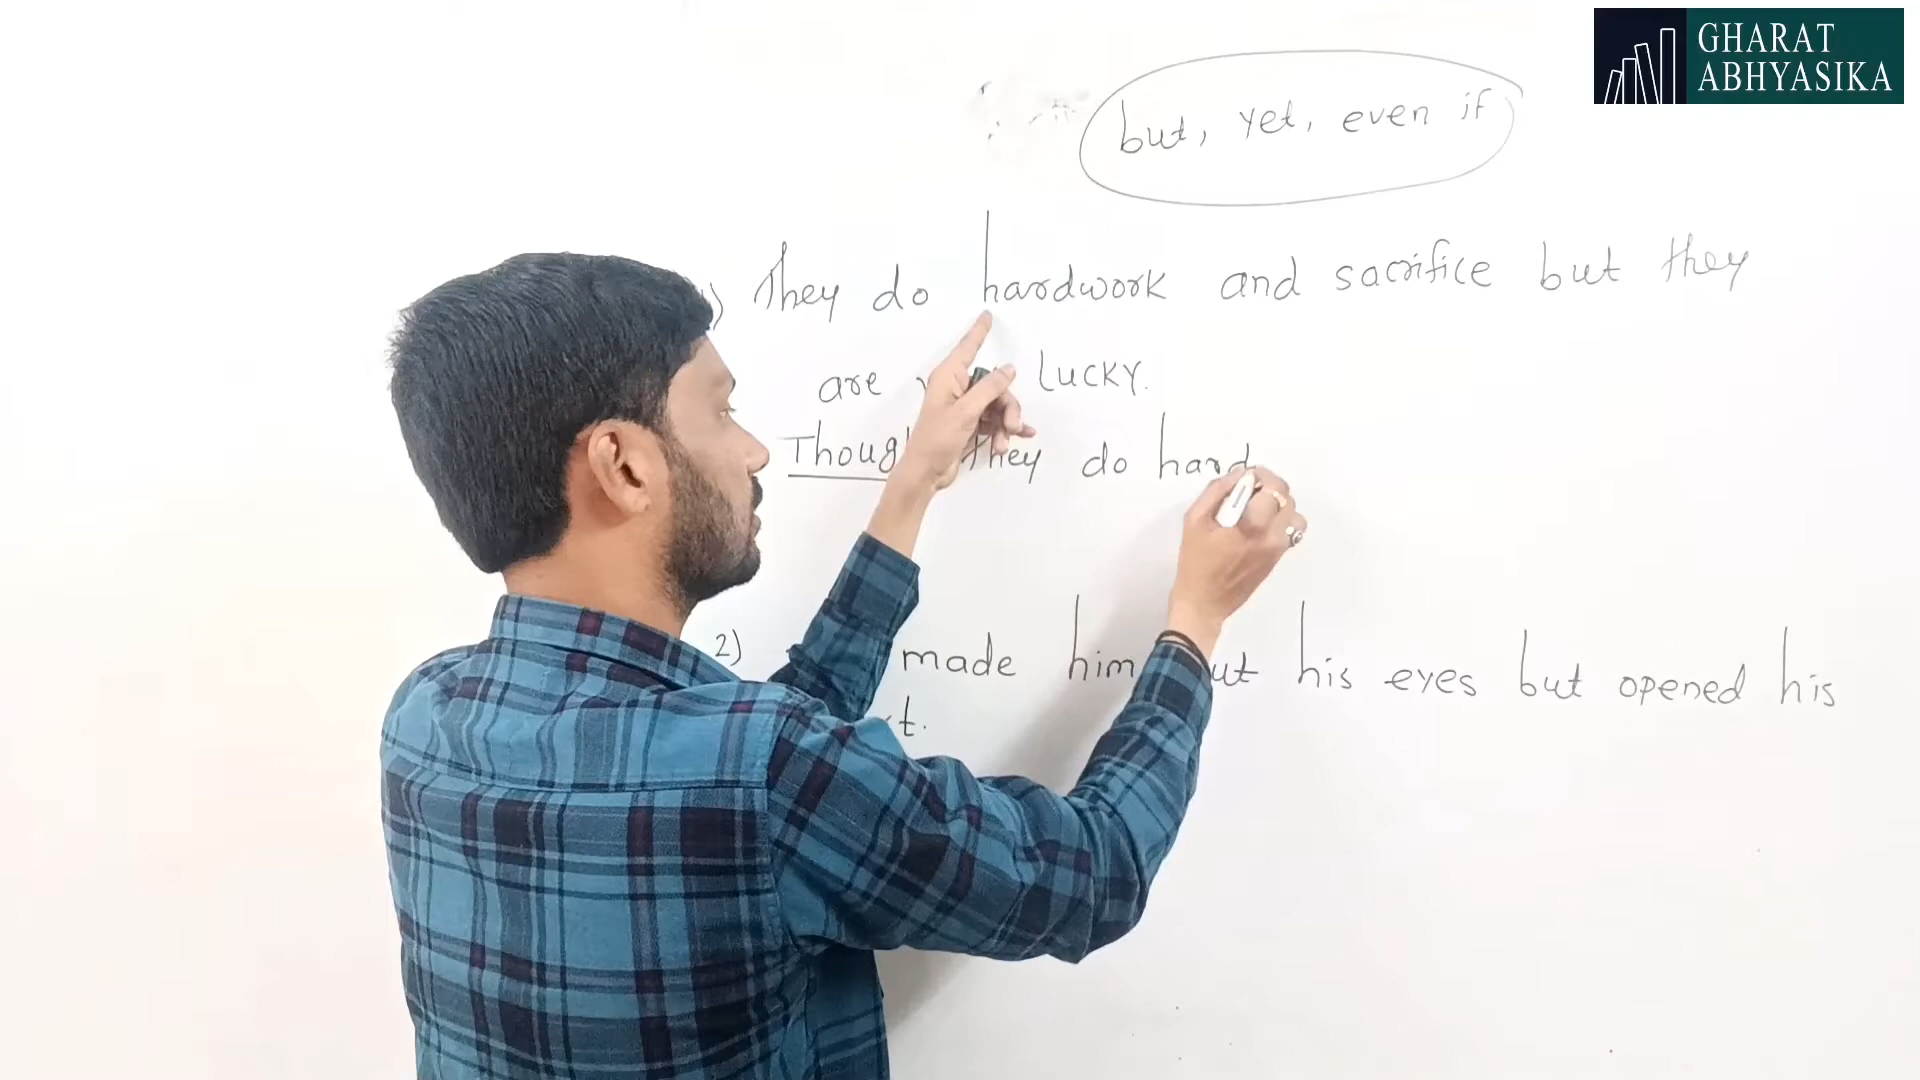 GHARAT
ABHYASIKA
but, yet, even if
They do hardwork and sacrifice but they
are lucky.
Though they do hard
2) made him his eyes but opened his